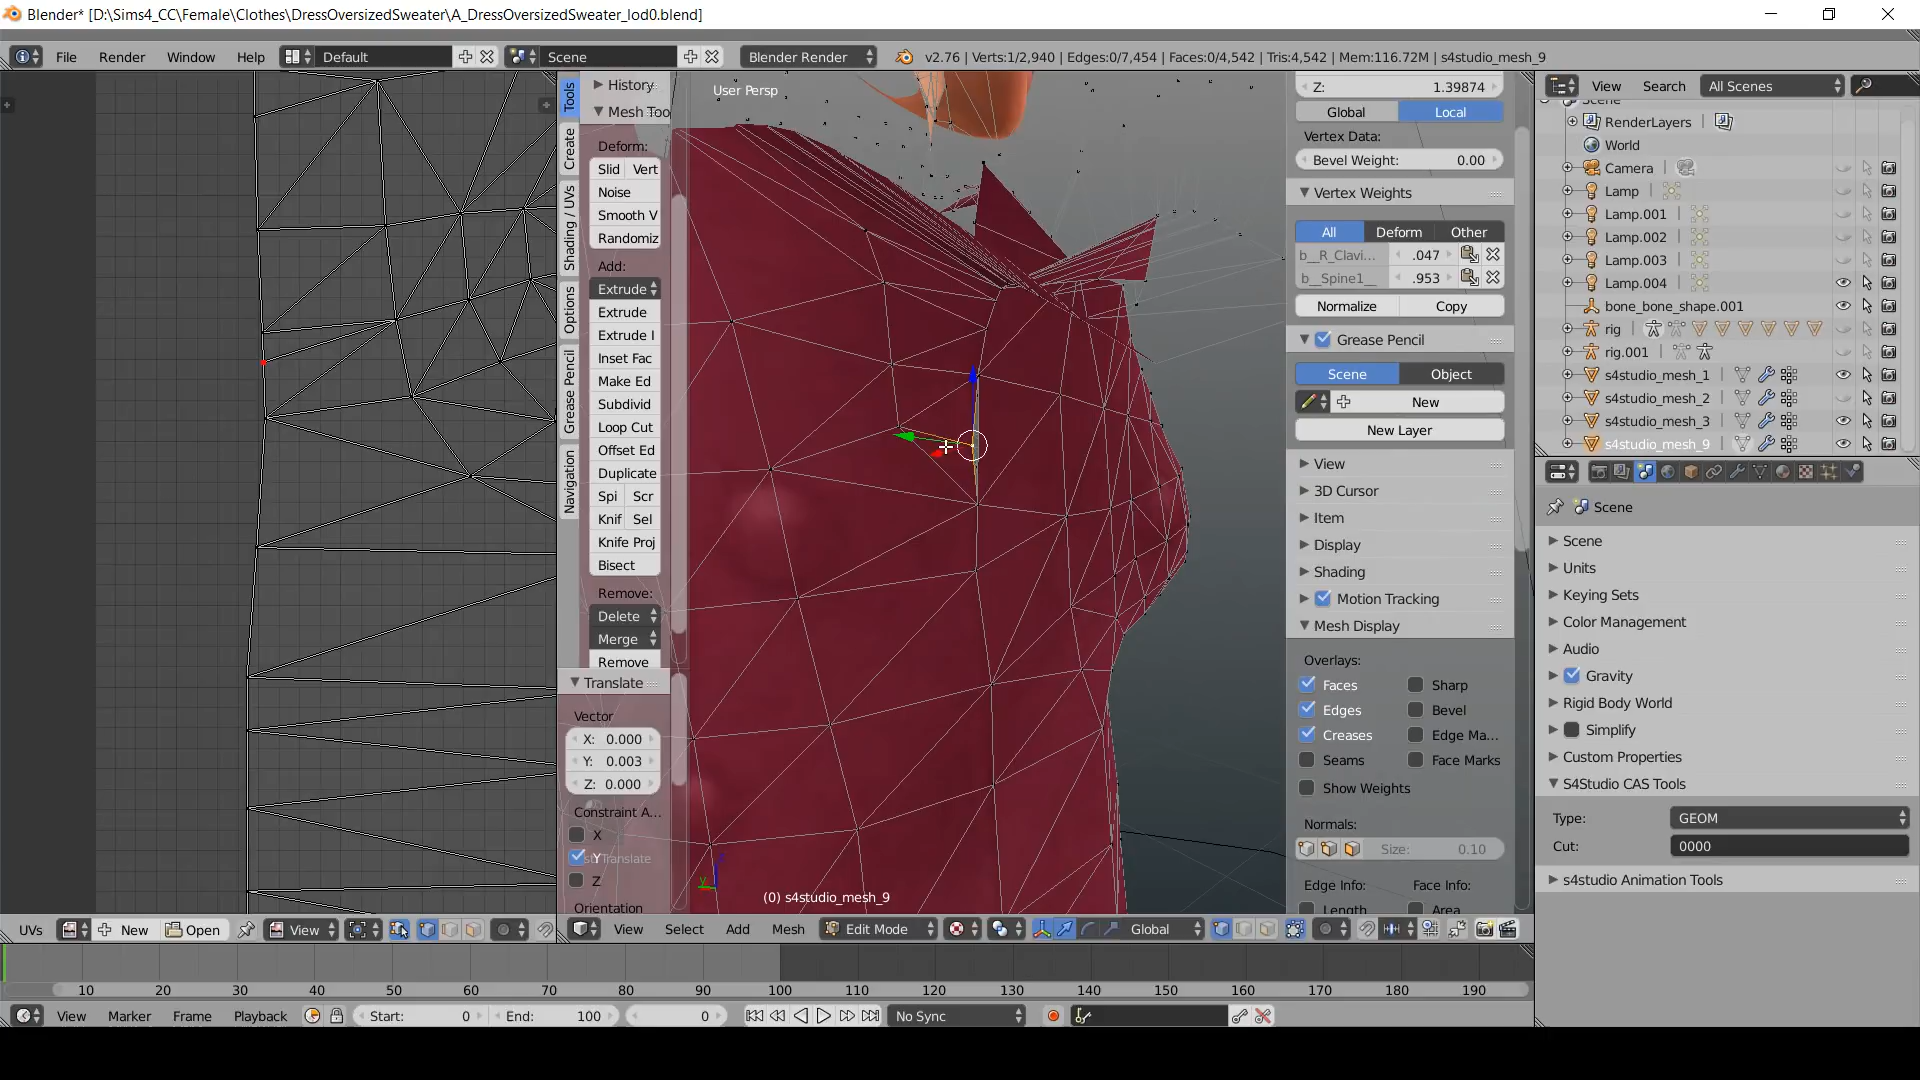 Blender* [D:\Sims4_CC\Female\Clothes\DressOversizedSweater\A_DressOversizedSweater_lod0.blend]
File Render Window Help Default Scene Blender Render v2.76 | Verts:1/2,940 | Edges:0/7,454 | Faces:0/4,542 | Tris:4,542 | Mem:116.72M | s4studio_mesh_9
Tools
Create
Shading / UVs
Options
Grease Pencil
Navigation
History
Mesh Too
Deform:
Slid Vert
Noise
Smooth V
Randomiz
Add:
Extrude
Extrude
Extrude I
Inset Fac
Make Ed
Subdivid
Loop Cut
Offset Ed
Duplicate
Spi Scr
Knif Sel
Knife Proj
Bisect
Remove:
Delete
Merge
Remove
Translate
Vector
X: 0.000
Y: 0.003
Z: 0.000
Constraint A...
X
Y
Z
Orientation
User Persp
y
(0) s4studio_mesh_9
Z: 1.39874
Global Local
Vertex Data:
Bevel Weight: 0.00
Vertex Weights
All Deform Other
b__R_Clavi... .047
b__Spine1__ .953
Normalize Copy
Grease Pencil
Scene Object
New
New Layer
View
3D Cursor
Item
Display
Shading
Motion Tracking
Mesh Display
Overlays:
Faces Sharp
Edges Bevel
Creases Edge Ma...
Seams Face Marks
Show Weights
Normals:
Size: 0.10
Edge Info: Face Info:
Length Area
View Search All Scenes
Scene
RenderLayers |
World
Camera |
Lamp |
Lamp.001 |
Lamp.002 |
Lamp.003 |
Lamp.004 |
bone_bone_shape.001
rig |
rig.001 |
s4studio_mesh_1 |
s4studio_mesh_2 |
s4studio_mesh_3 |
s4studio_mesh_9 |
Scene
Scene
Units
Keying Sets
Color Management
Audio
Gravity
Rigid Body World
Simplify
Custom Properties
S4Studio CAS Tools
Type: GEOM
Cut: 0000
s4studio Animation Tools
UVs New Open View
View Select Add Mesh Edit Mode Global
10 20 30 40 50 60 70 80 90 100 110 120 130 140 150 160 170 180 190
View Marker Frame Playback Start: 0 End: 100 0 No Sync